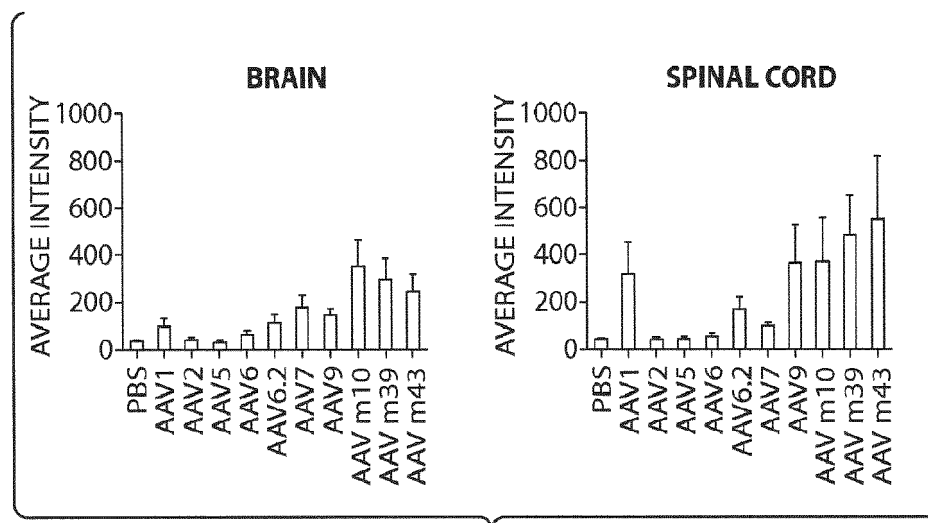 BRAIN
AVERAGE INTENSITY
1000
800
600
400
200
0
PBS
AAV1
AAV2
AAV5
AAV6
AAV6.2
AAV7
AAV9
AAV m10
AAV m39
AAV m43
SPINAL CORD
AVERAGE INTENSITY
1000
800
600
400
200
0
PBS
AAV1
AAV2
AAV5
AAV6
AAV6.2
AAV7
AAV9
AAV m10
AAV m39
AAV m43